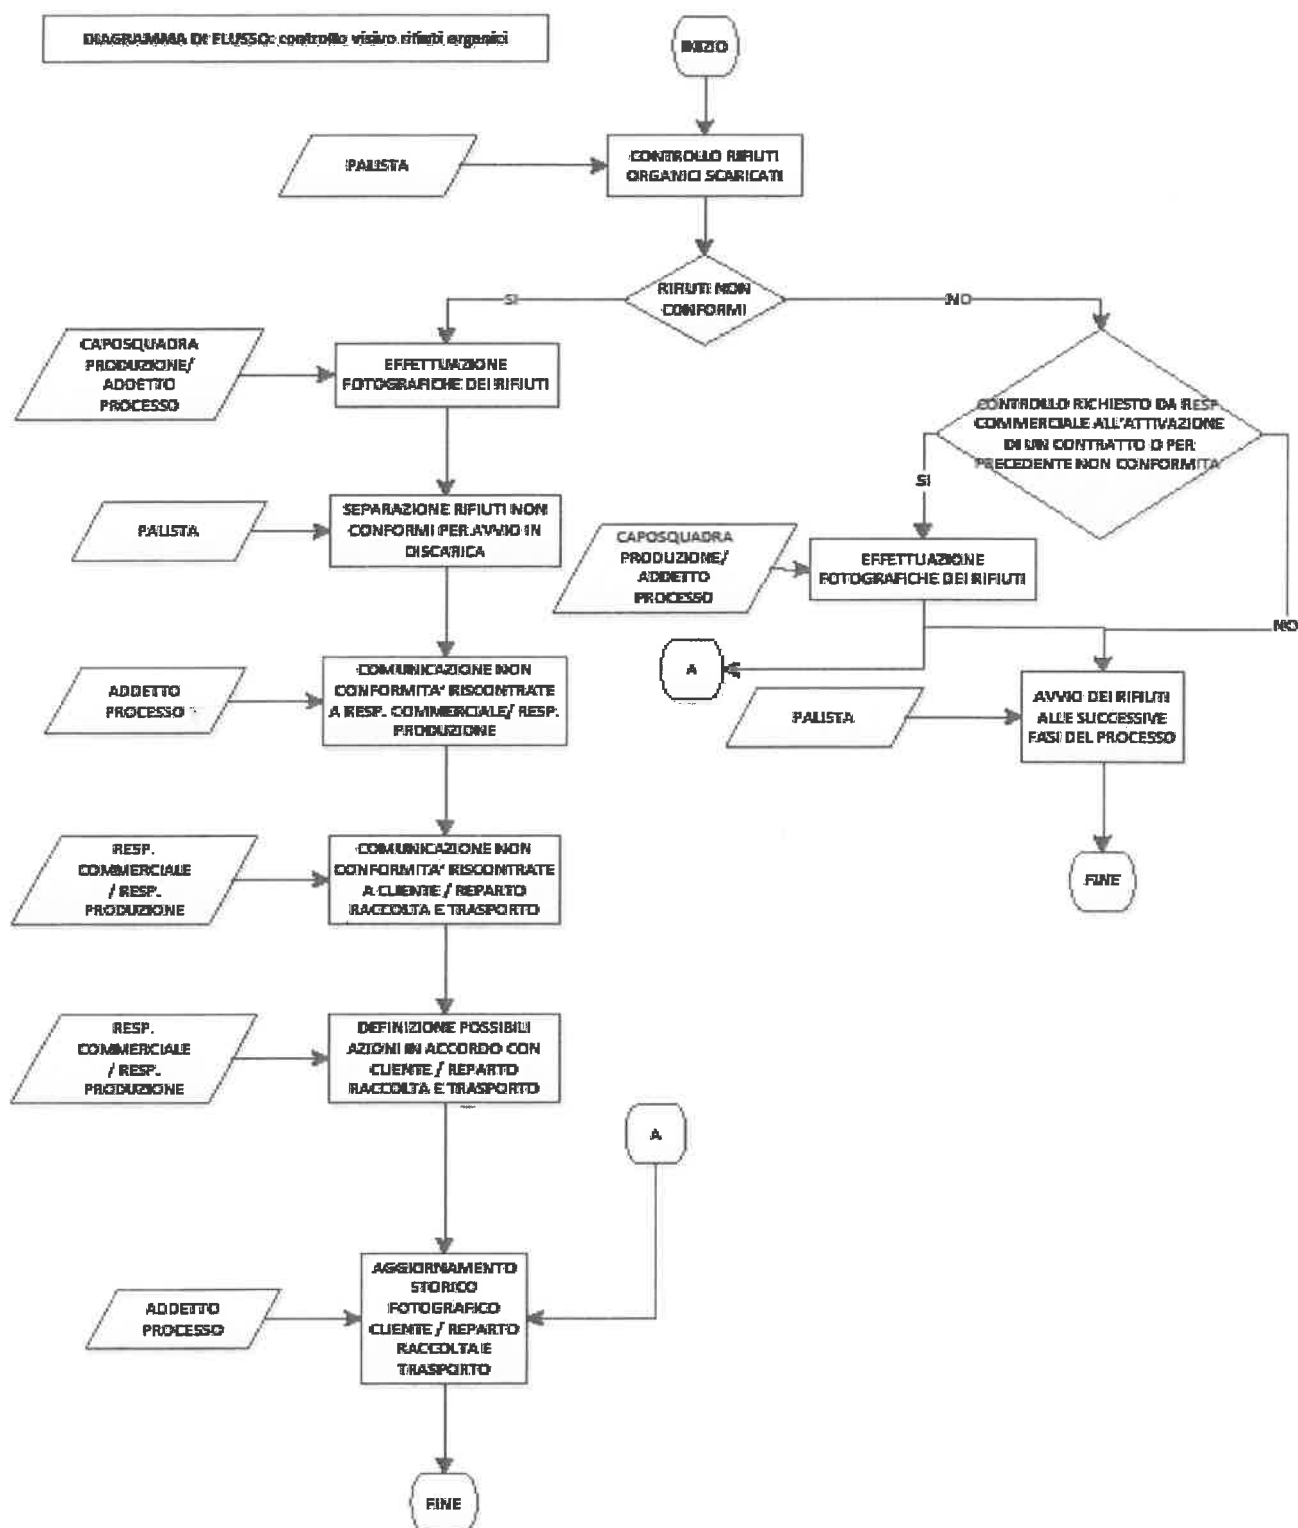 DIAGRAMMA DI FLUSSO: controllo visivo rifiuti organici
INIZIO
PALISTA
CONTROLLO RIFIUTI
ORGANICI SCARICATI
RIFIUTI NON
CONFORMI
SI
NO
CAPOSQUADRA
PRODUZIONE/
ADDETTO
PROCESSO
EFFETTUAZIONE
FOTOGRAFICHE DEI RIFIUTI
CONTROLLO RICHIESTO DA RESP.
COMMERCIALE ALL'ATTIVAZIONE
DI UN CONTRATTO O PER
PRECEDENTE NON CONFORMITA'
SI
NO
PALISTA
SEPARAZIONE RIFIUTI NON
CONFORMI PER AVVIO IN
DISCARICA
CAPOSQUADRA
PRODUZIONE/
ADDETTO
PROCESSO
EFFETTUAZIONE
FOTOGRAFICHE DEI RIFIUTI
A
ADDETTO
PROCESSO
COMUNICAZIONE NON
CONFORMITA' RISCONTRATE
A RESP. COMMERCIALE/ RESP.
PRODUZIONE
PALISTA
AVVIO DEI RIFIUTI
ALLE SUCCESSIVE
FASI DEL PROCESSO
RESP.
COMMERCIALE
/ RESP.
PRODUZIONE
COMUNICAZIONE NON
CONFORMITA' RISCONTRATE
A CLIENTE / REPARTO
RACCOLTA E TRASPORTO
FINE
RESP.
COMMERCIALE
/ RESP.
PRODUZIONE
DEFINIZIONE POSSIBILI
AZIONI IN ACCORDO CON
CLIENTE / REPARTO
RACCOLTA E TRASPORTO
A
ADDETTO
PROCESSO
AGGIORNAMENTO
STORICO
FOTOGRAFICO
CLIENTE / REPARTO
RACCOLTA E
TRASPORTO
FINE